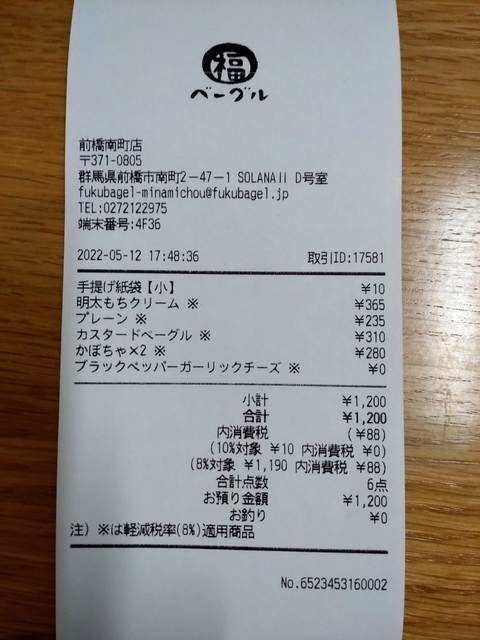 福
ベーグル
前橋南町店
〒371-0805
群馬県前橋市南町2-47-1 SOLANAⅡ D号室
fukubagel-minamichou@fukubagel.jp
TEL:0272122975
端末番号:4F36
2022-05-12 17:48:36 取引ID:17581
手提げ紙袋【小】 ¥10
明太もちクリーム ※ ¥365
プレーン ※ ¥235
カスタードベーグル ※ ¥310
かぼちゃ×2 ※ ¥280
ブラックペッパーガーリックチーズ ※ ¥0
小計 ¥1,200
合計 ¥1,200
内消費税 (¥88)
(10%対象 ¥10 内消費税 ¥0)
(8%対象 ¥1,190 内消費税 ¥88)
合計点数 6点
お預り金額 ¥1,200
お釣り ¥0
注) ※は軽減税率(8%)適用商品
No.6523453160002